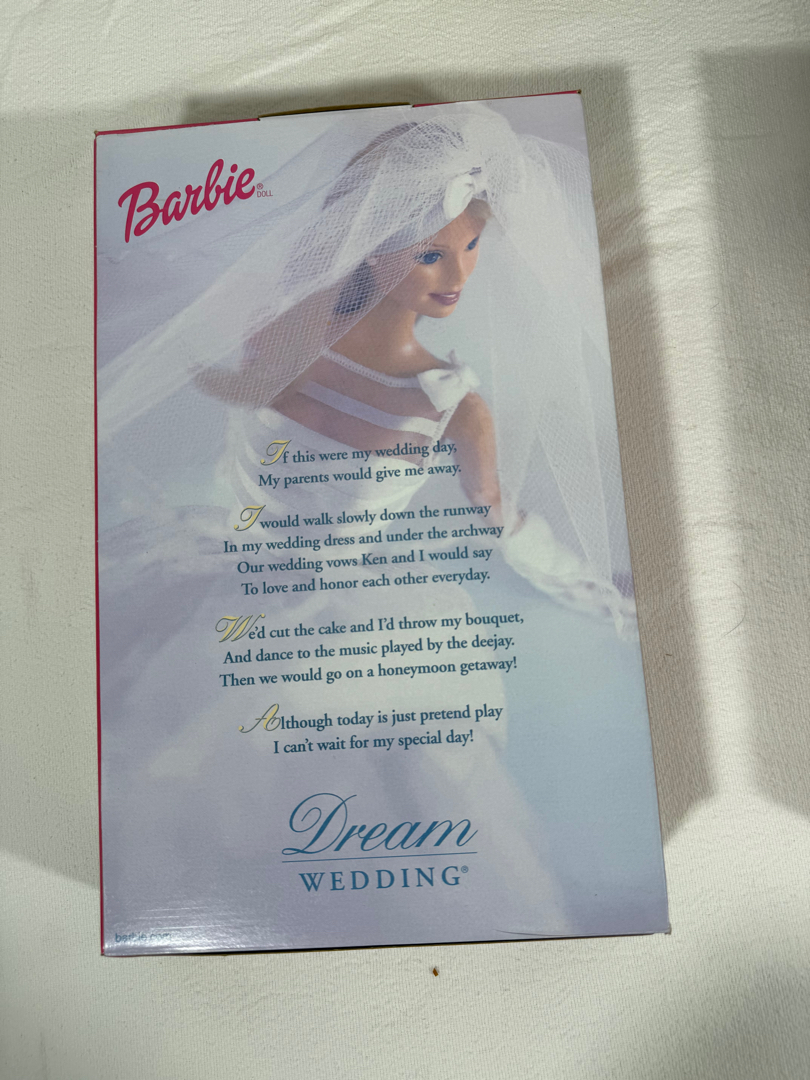 Barbie®
DOLL
If this were my wedding day,
My parents would give me away.
I would walk slowly down the runway
In my wedding dress and under the archway
Our wedding vows Ken and I would say
To love and honor each other everyday.
We'd cut the cake and I'd throw my bouquet,
And dance to the music played by the deejay.
Then we would go on a honeymoon getaway!
Although today is just pretend play
I can't wait for my special day!
Dream
WEDDING®
barbie.com